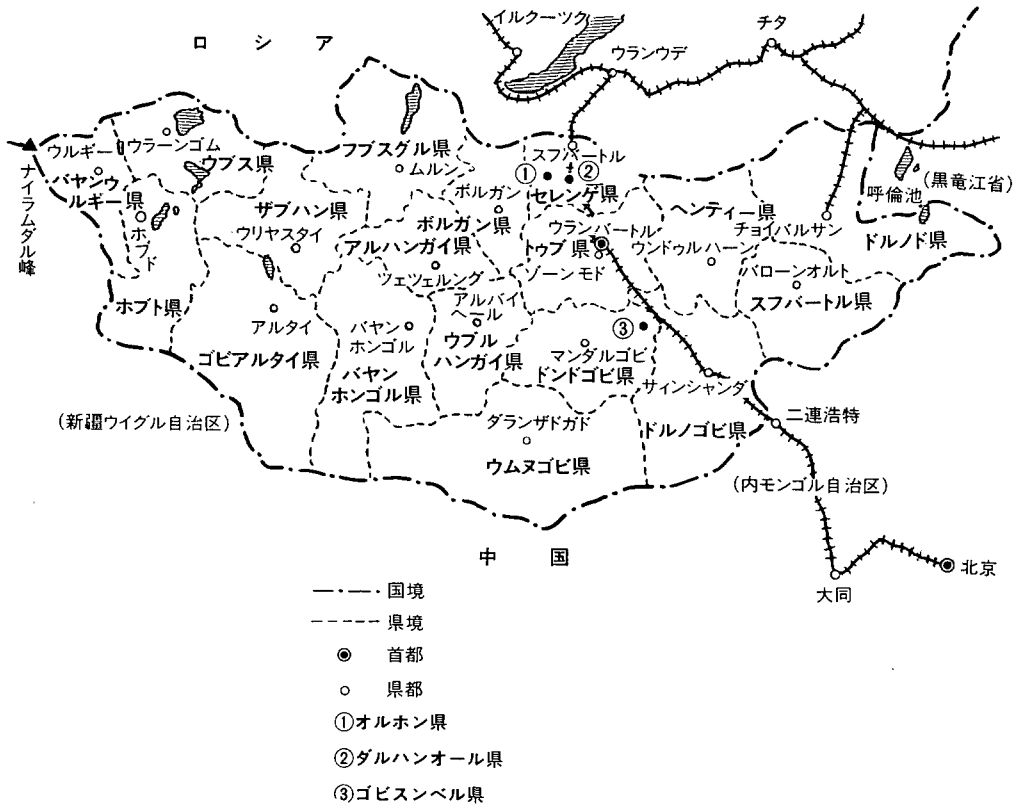 イルクーツク
チタ
ロシア
ウランウデ
ウルギー
ウラーンゴム
ウブス県
フブスグル県
ムルン
スフバートル
①
②
セレンゲ県
呼倫池
(黒竜江省)
ナイラムダル峰
バヤンウ
ルギー県
ホブド
ザブハン県
ウリヤスタイ
ボルガン
ボルガン県
アルハンガイ県
ツェツェルング
ウランバートル
トゥブ県
ゾーンモド
ヘンティー県
ウンドゥルハーン
チョイバルサン
ドルノド県
バローンオルト
スフバートル県
ホブト県
アルタイ
ゴビアルタイ県
バヤン
ホンゴル
バヤン
ホンゴル県
アルバイ
ヘール
ウブル
ハンガイ県
③
マンダルゴビ
ドンドゴビ県
サインシャンダ
(新疆ウイグル自治区)
ダランザドガド
ウムヌゴビ県
ドルノゴビ県
二連浩特
(内モンゴル自治区)
中国
北京
大同
国境
県境
首都
県都
①オルホン県
②ダルハンオール県
③ゴビスンベル県